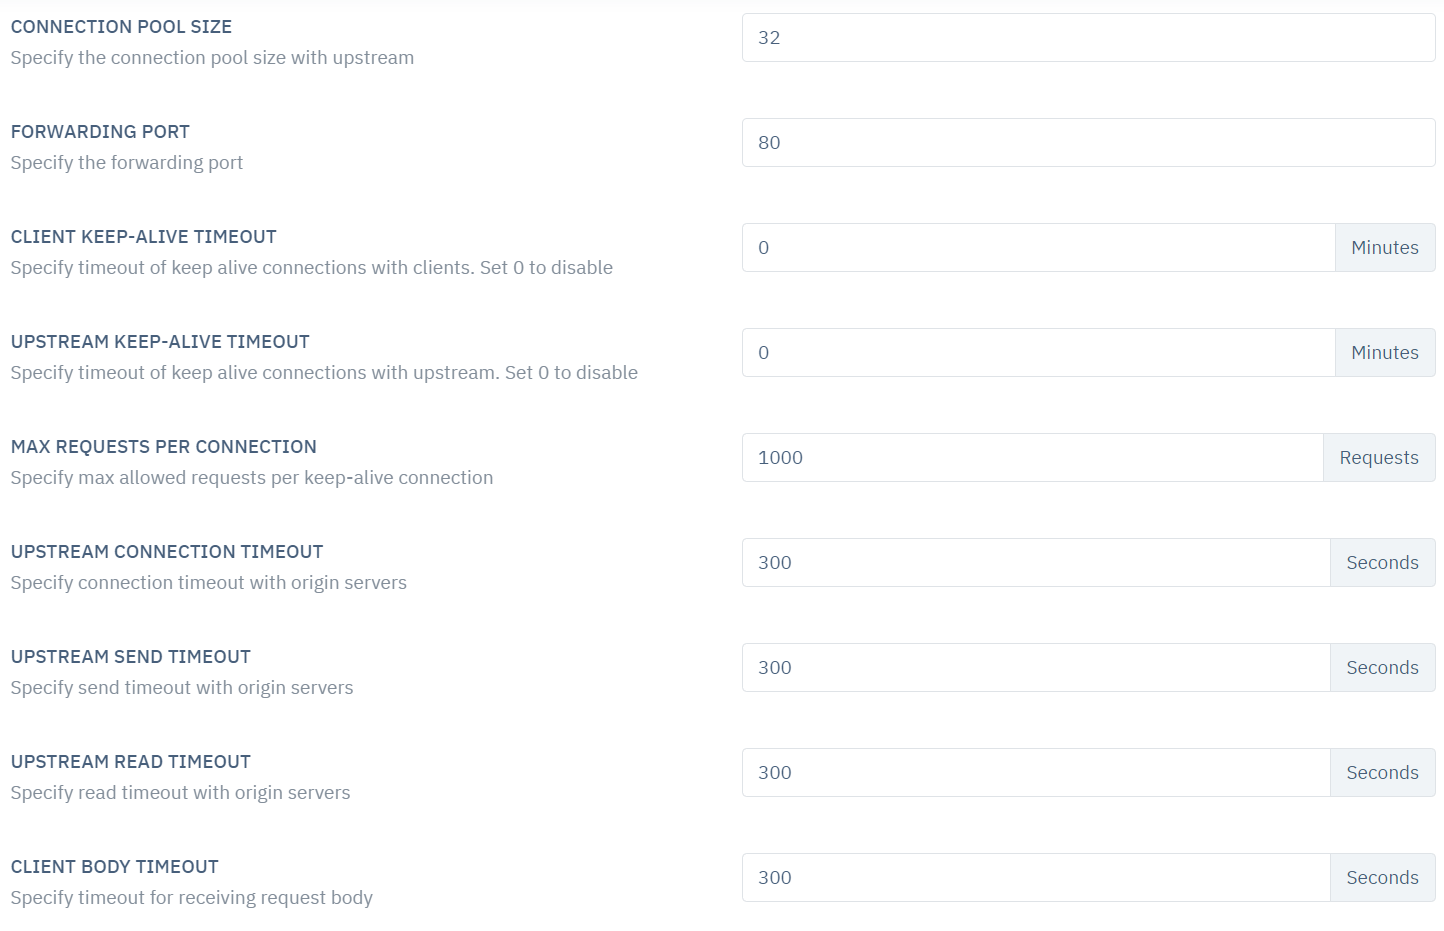 CONNECTION POOL SIZE
Specify the connection pool size with upstream
32
FORWARDING PORT
Specify the forwarding port
80
CLIENT KEEP-ALIVE TIMEOUT
Specify timeout of keep alive connections with clients. Set 0 to disable
0 Minutes
UPSTREAM KEEP-ALIVE TIMEOUT
Specify timeout of keep alive connections with upstream. Set 0 to disable
0 Minutes
MAX REQUESTS PER CONNECTION
Specify max allowed requests per keep-alive connection
1000 Requests
UPSTREAM CONNECTION TIMEOUT
Specify connection timeout with origin servers
300 Seconds
UPSTREAM SEND TIMEOUT
Specify send timeout with origin servers
300 Seconds
UPSTREAM READ TIMEOUT
Specify read timeout with origin servers
300 Seconds
CLIENT BODY TIMEOUT
Specify timeout for receiving request body
300 Seconds